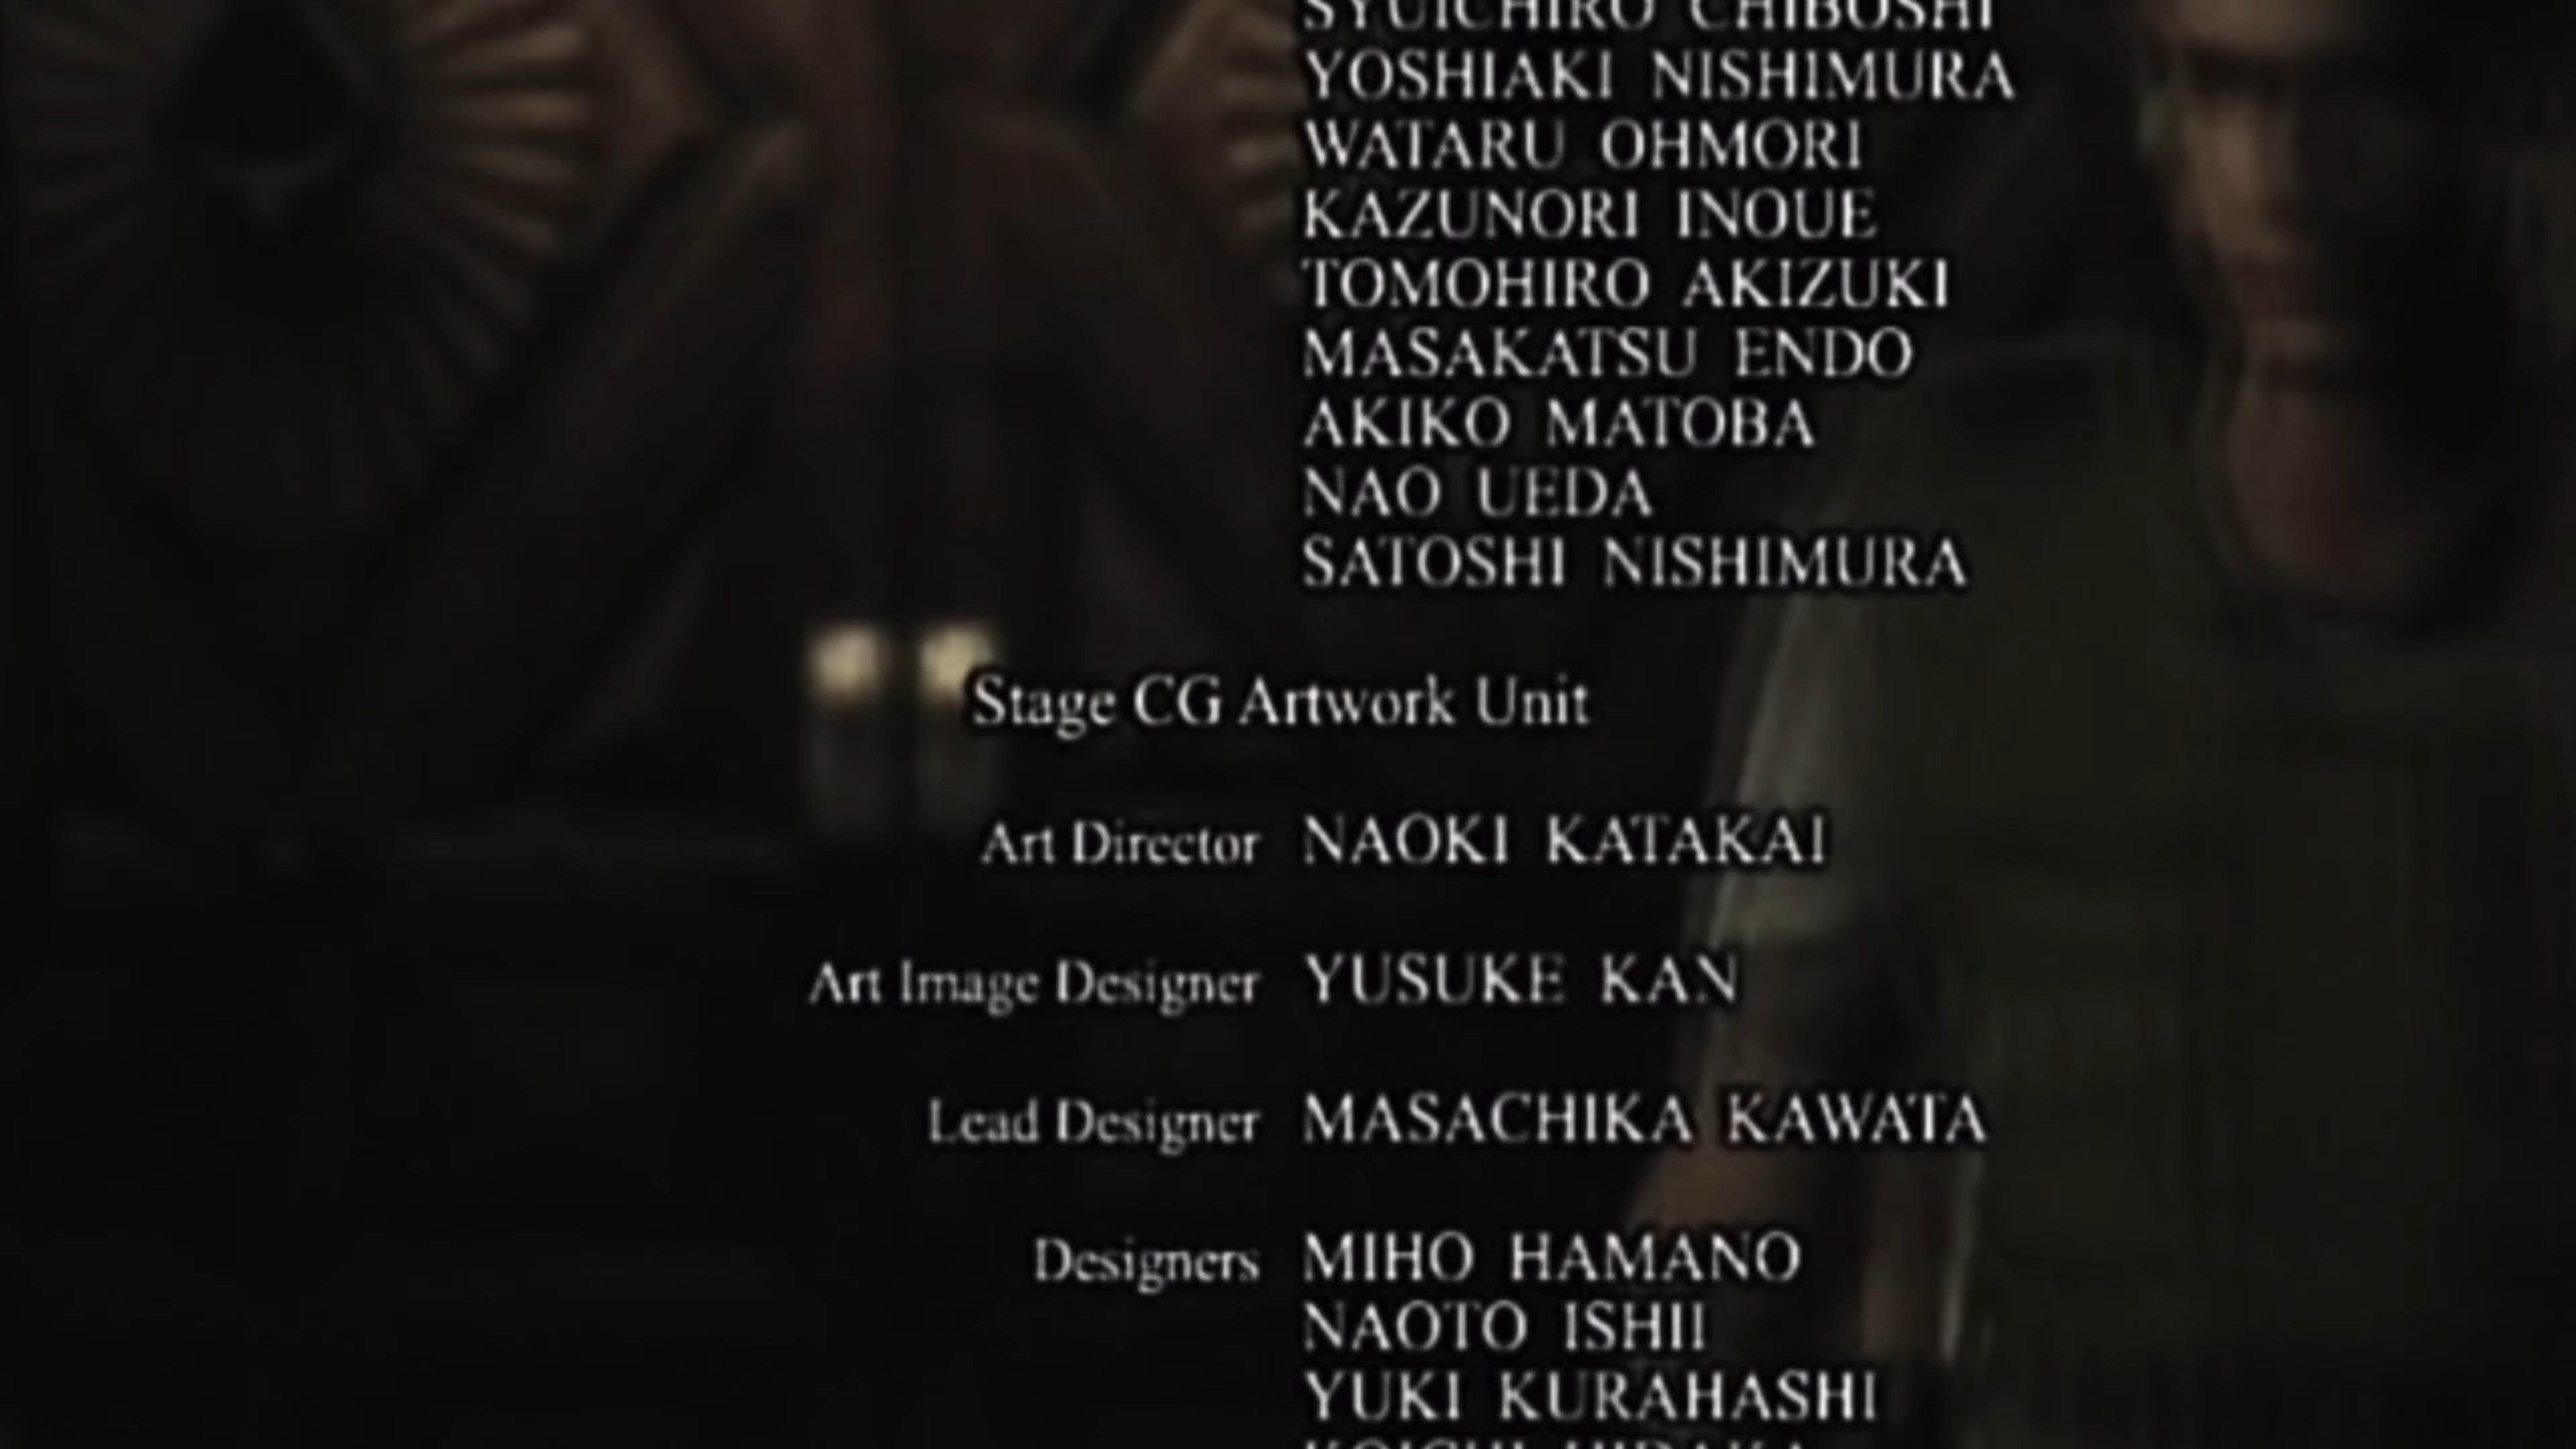 SYUICHIRO CHIBOSHI
YOSHIAKI NISHIMURA
WATARU OHMORI
KAZUNORI INOUE
TOMOHIRO AKIZUKI
MASAKATSU ENDO
AKIKO MATOBA
NAO UEDA
SATOSHI NISHIMURA
Stage CG Artwork Unit
Art Director NAOKI KATAKAI
Art Image Designer YUSUKE KAN
Lead Designer MASACHIKA KAWATA
Designers MIHO HAMANO
NAOTO ISHII
YUKI KURAHASHI